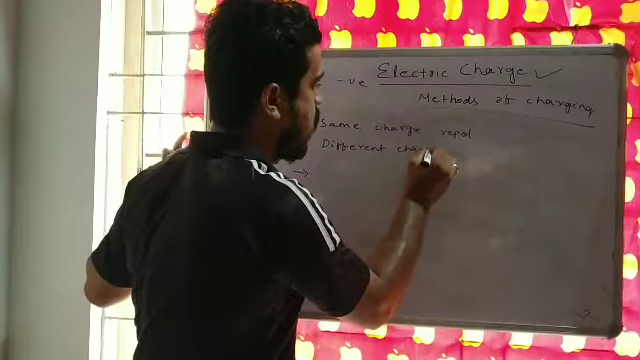 -ve Electric Charge ✓
Methods of charging
Same charge repel
Different
→